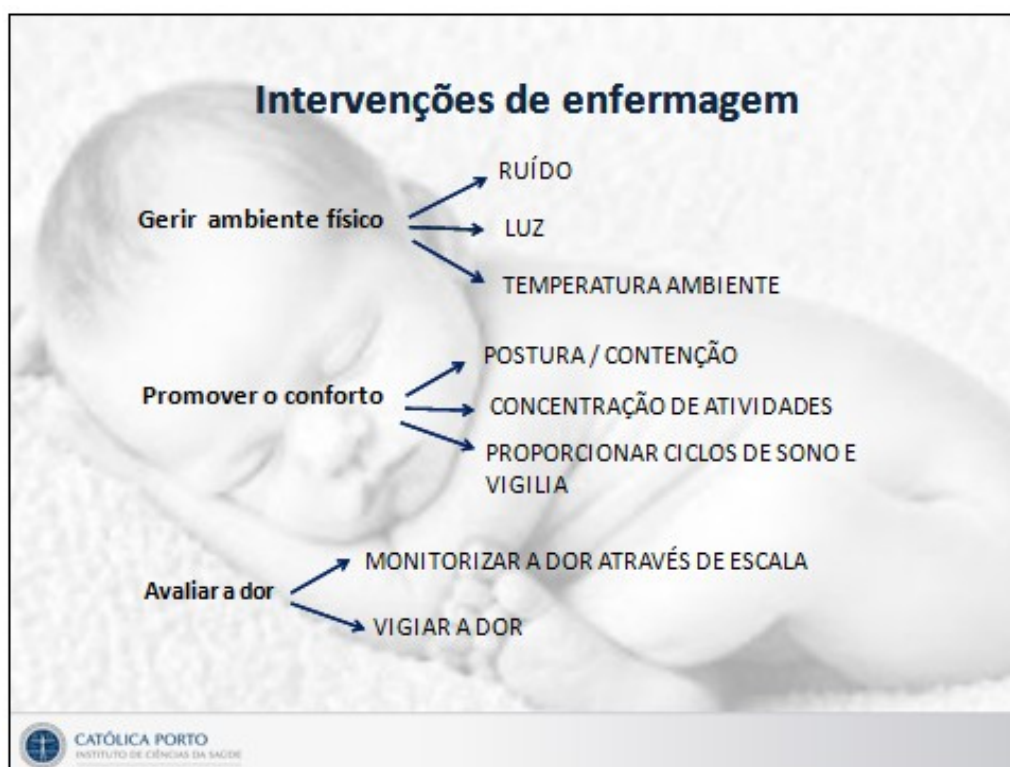 Intervenções de enfermagem
Gerir ambiente físico
RUÍDO
LUZ
TEMPERATURA AMBIENTE
Promover o conforto
POSTURA / CONTENÇÃO
CONCENTRAÇÃO DE ATIVIDADES
PROPORCIONAR CICLOS DE SONO E
VIGILIA
Avaliar a dor
MONITORIZAR A DOR ATRAVÉS DE ESCALA
VIGIAR A DOR
CATÓLICA PORTO
INSTITUTO DE CIÊNCIAS DA SAÚDE